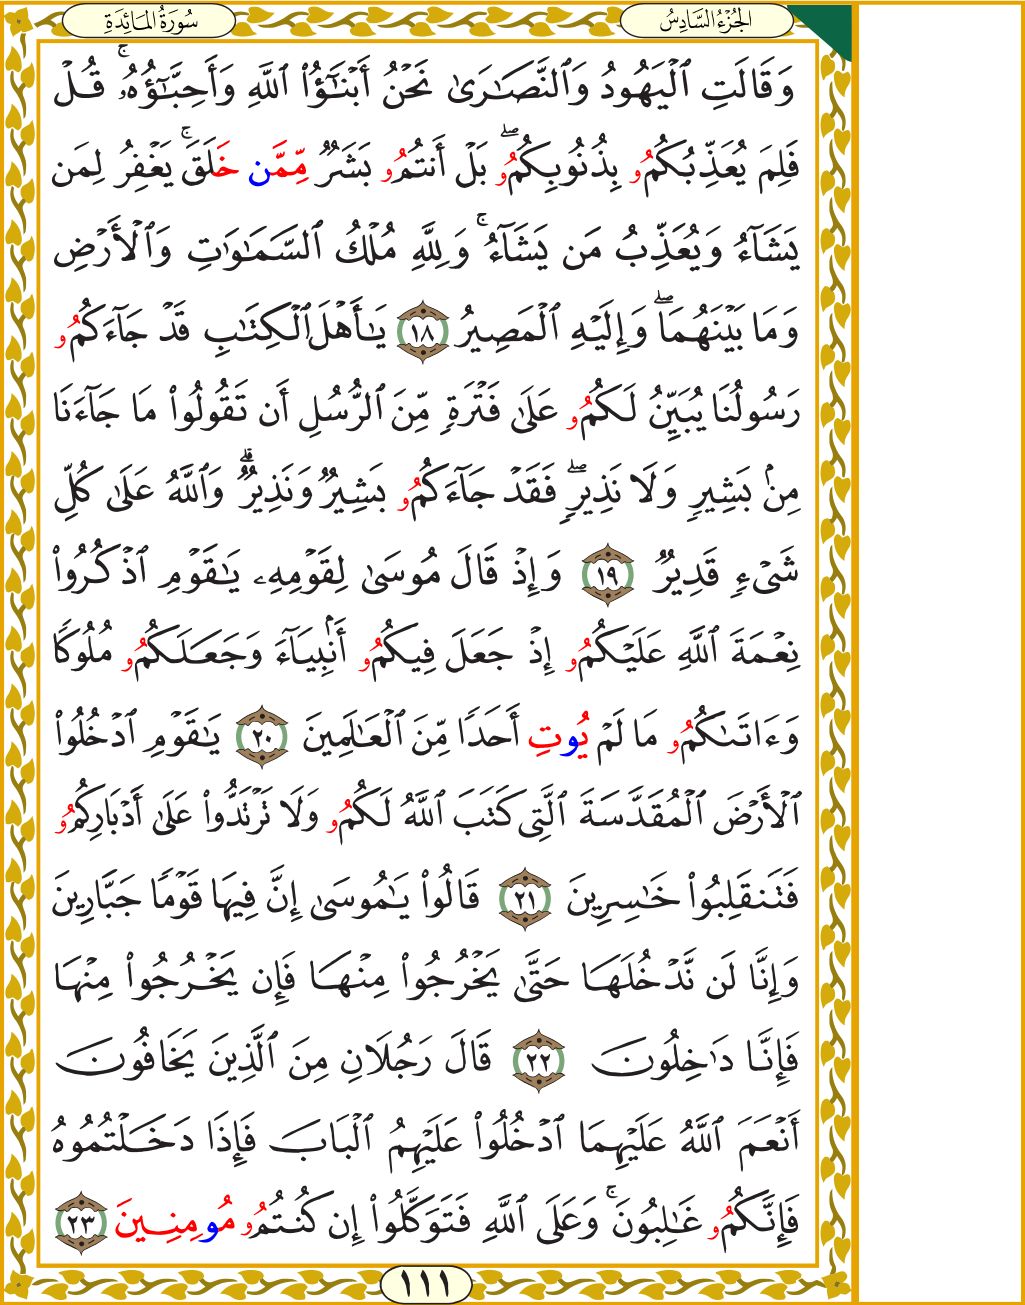 الجُزْءُ السَّادِسُ
سُورَةُ المَائِدَةِ
وَقَالَتِ ٱلْيَهُودُ وَٱلنَّصَٰرَىٰ نَحْنُ أَبْنَٰٓؤُا۟ ٱللَّهِ وَأَحِبَّٰٓؤُهُۥۚ قُلْ
فَلِمَ يُعَذِّبُكُمُۥ بِذُنُوبِكُمُۥۖ بَلْ أَنتُمُۥ بَشَرٌ مِّمَّن خَلَقَۚ يَغْفِرُ لِمَن
يَشَآءُ وَيُعَذِّبُ مَن يَشَآءُۚ وَلِلَّهِ مُلْكُ ٱلسَّمَٰوَٰتِ وَٱلْأَرْضِ
وَمَا بَيْنَهُمَاۖ وَإِلَيْهِ ٱلْمَصِيرُ ١٨ يَٰأَهْلَ ٱلْكِتَٰبِ قَدْ جَآءَكُمُۥ
رَسُولُنَا يُبَيِّنُ لَكُمُۥ عَلَىٰ فَتْرَةٍ مِّنَ ٱلرُّسُلِ أَن تَقُولُوا۟ مَا جَآءَنَا
مِنۢ بَشِيرٍ وَلَا نَذِيرٍۖ فَقَدْ جَآءَكُمُۥ بَشِيرٌ وَنَذِيرٌۗ وَٱللَّهُ عَلَىٰ كُلِّ
شَىْءٍ قَدِيرٌ ١٩ وَإِذْ قَالَ مُوسَىٰ لِقَوْمِهِۦ يَٰقَوْمِ ٱذْكُرُوا۟
نِعْمَةَ ٱللَّهِ عَلَيْكُمُۥ إِذْ جَعَلَ فِيكُمُۥ أَنۢبِيَآءَ وَجَعَلَكُمُۥ مُلُوكًا
وَءَاتَىٰكُمُۥ مَا لَمْ يُوتِ أَحَدًا مِّنَ ٱلْعَٰلَمِينَ ٢٠ يَٰقَوْمِ ٱدْخُلُوا۟
ٱلْأَرْضَ ٱلْمُقَدَّسَةَ ٱلَّتِى كَتَبَ ٱللَّهُ لَكُمُۥ وَلَا تَرْتَدُّوا۟ عَلَىٰ أَدْبَارِكُمُۥ
فَتَنقَلِبُوا۟ خَٰسِرِينَ ٢١ قَالُوا۟ يَٰمُوسَىٰ إِنَّ فِيهَا قَوْمًا جَبَّارِينَ
وَإِنَّا لَن نَّدْخُلَهَا حَتَّىٰ يَخْرُجُوا۟ مِنْهَا فَإِن يَخْرُجُوا۟ مِنْهَا
فَإِنَّا دَٰخِلُونَ ٢٢ قَالَ رَجُلَانِ مِنَ ٱلَّذِينَ يَخَافُونَ
أَنْعَمَ ٱللَّهُ عَلَيْهِمَا ٱدْخُلُوا۟ عَلَيْهِمُ ٱلْبَابَ فَإِذَا دَخَلْتُمُوهُ
فَإِنَّكُمُۥ غَٰلِبُونَۚ وَعَلَى ٱللَّهِ فَتَوَكَّلُوا۟ إِن كُنتُمُۥ مُومِنِينَ ٢٣
١١١